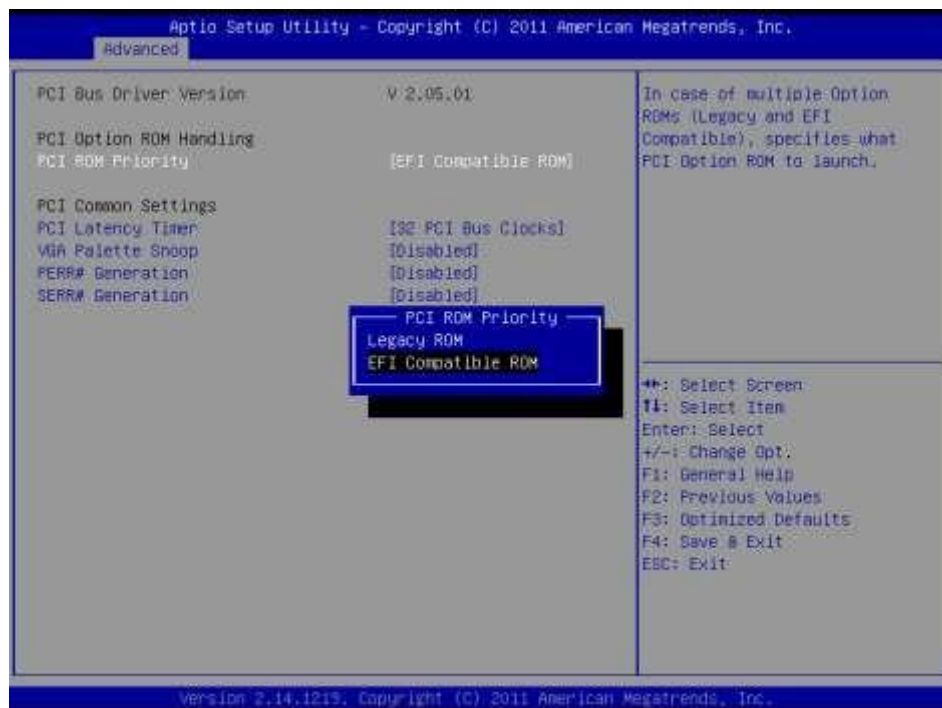 Aptio Setup Utility - Copyright (C) 2011 American Megatrends, Inc.
Advanced
PCI Bus Driver Version V 2.05.01
PCI Option ROM Handling
PCI ROM Priority [EFI Compatible ROM]
PCI Common Settings
PCI Latency Timer [32 PCI Bus Clocks]
VGA Palette Snoop [Disabled]
PERR# Generation [Disabled]
SERR# Generation [Disabled]
PCI ROM Priority
Legacy ROM
EFI Compatible ROM
In case of multiple Option
ROMs (Legacy and EFI
Compatible), specifies what
PCI Option ROM to launch.
→←: Select Screen
↑↓: Select Item
Enter: Select
+/-: Change Opt.
F1: General Help
F2: Previous Values
F3: Optimized Defaults
F4: Save & Exit
ESC: Exit
Version 2.14.1219. Copyright (C) 2011 American Megatrends, Inc.